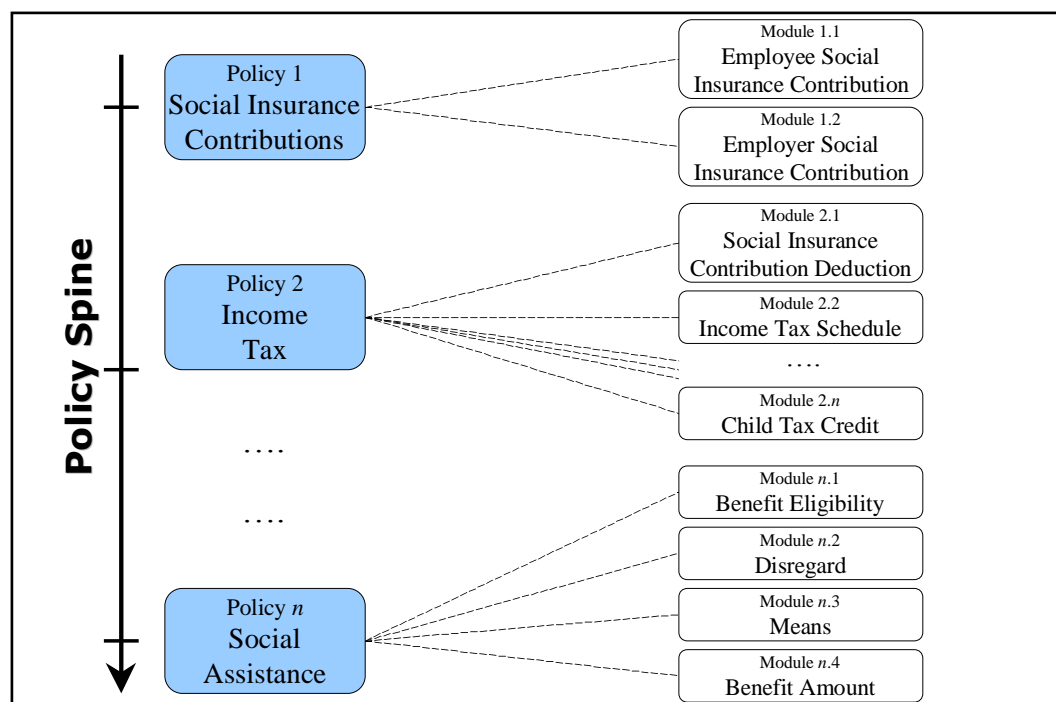 Policy Spine
Policy 1
Social Insurance
Contributions
Module 1.1
Employee Social
Insurance Contribution
Module 1.2
Employer Social
Insurance Contribution
Policy 2
Income
Tax
Module 2.1
Social Insurance
Contribution Deduction
Module 2.2
Income Tax Schedule
....
Module 2.n
Child Tax Credit
....
....
Policy n
Social
Assistance
Module n.1
Benefit Eligibility
Module n.2
Disregard
Module n.3
Means
Module n.4
Benefit Amount